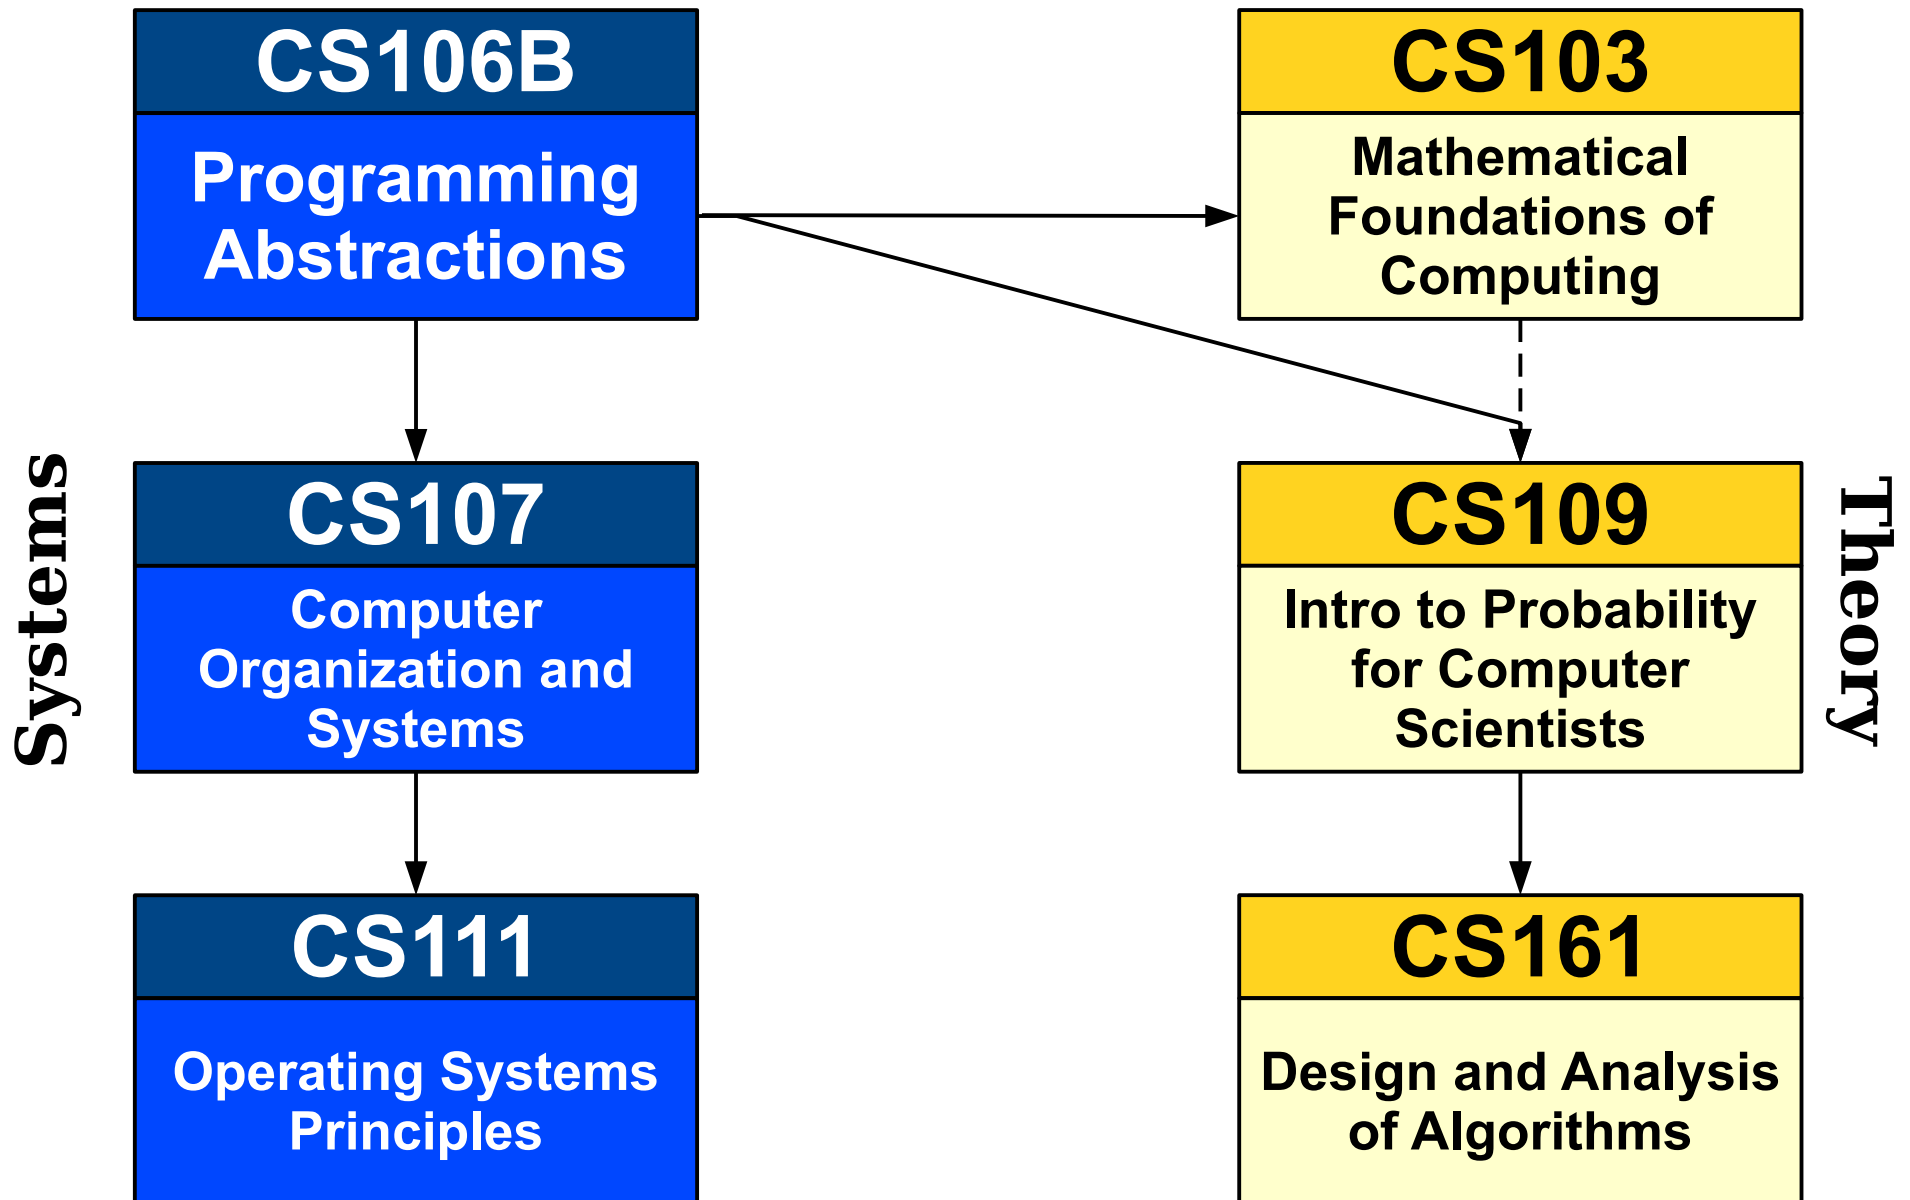 CS106B
Programming
Abstractions
CS103
Mathematical
Foundations of
Computing
Systems
CS107
Computer
Organization and
Systems
CS109
Intro to Probability
for Computer
Scientists
Theory
CS111
Operating Systems
Principles
CS161
Design and Analysis
of Algorithms